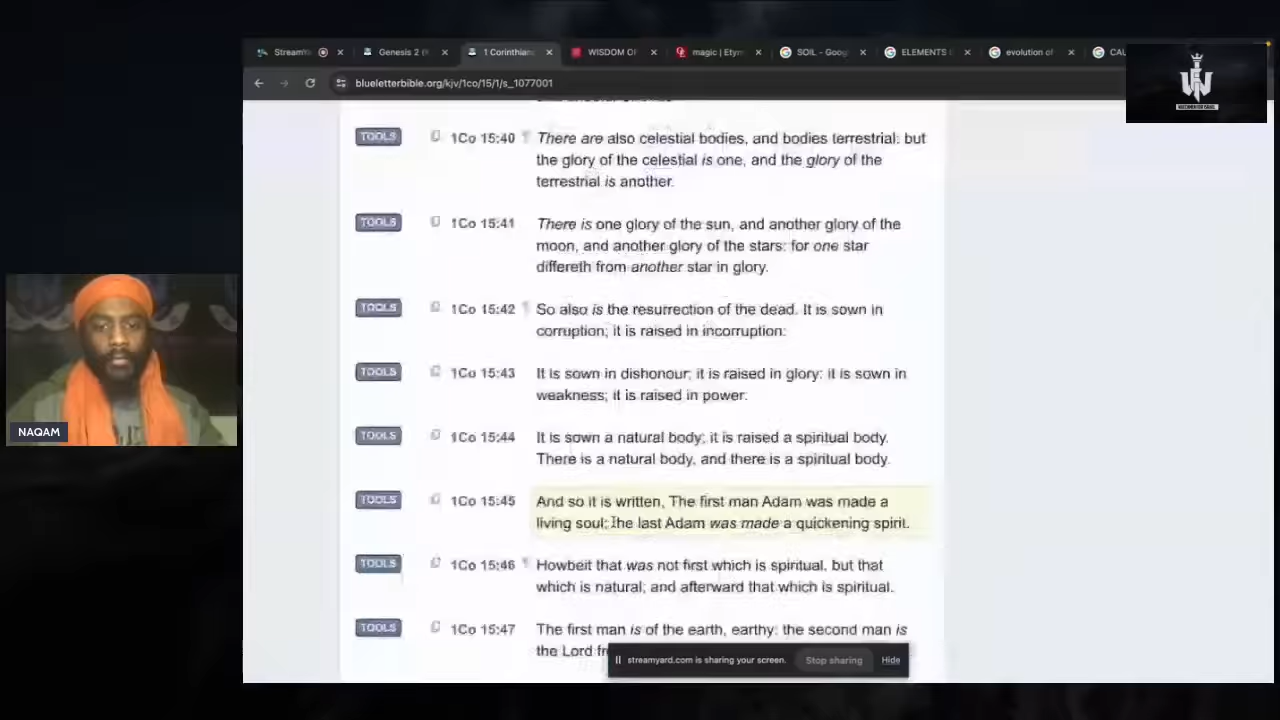 StreamY
Genesis 2 (
1 Corinthian
WISDOM OF
magic | Etym
SOIL - Goog
ELEMENTS
evolution of
CAL
blueletterbible.org/kjv/1co/15/1/s_1077001
TOOLS 1Co 15:40 There are also celestial bodies, and bodies terrestrial: but
the glory of the celestial is one, and the glory of the
terrestrial is another.
TOOLS 1Co 15:41 There is one glory of the sun, and another glory of the
moon, and another glory of the stars: for one star
differeth from another star in glory.
TOOLS 1Co 15:42 ¶ So also is the resurrection of the dead. It is sown in
corruption; it is raised in incorruption:
TOOLS 1Co 15:43 It is sown in dishonour; it is raised in glory: it is sown in
weakness; it is raised in power:
TOOLS 1Co 15:44 It is sown a natural body; it is raised a spiritual body.
There is a natural body, and there is a spiritual body.
TOOLS 1Co 15:45 And so it is written, The first man Adam was made a
living soul; the last Adam was made a quickening spirit.
TOOLS 1Co 15:46 ¶ Howbeit that was not first which is spiritual, but that
which is natural; and afterward that which is spiritual.
TOOLS 1Co 15:47 The first man is of the earth, earthy: the second man is
the Lord
streamyard.com is sharing your screen. Stop sharing Hide
NAQAM